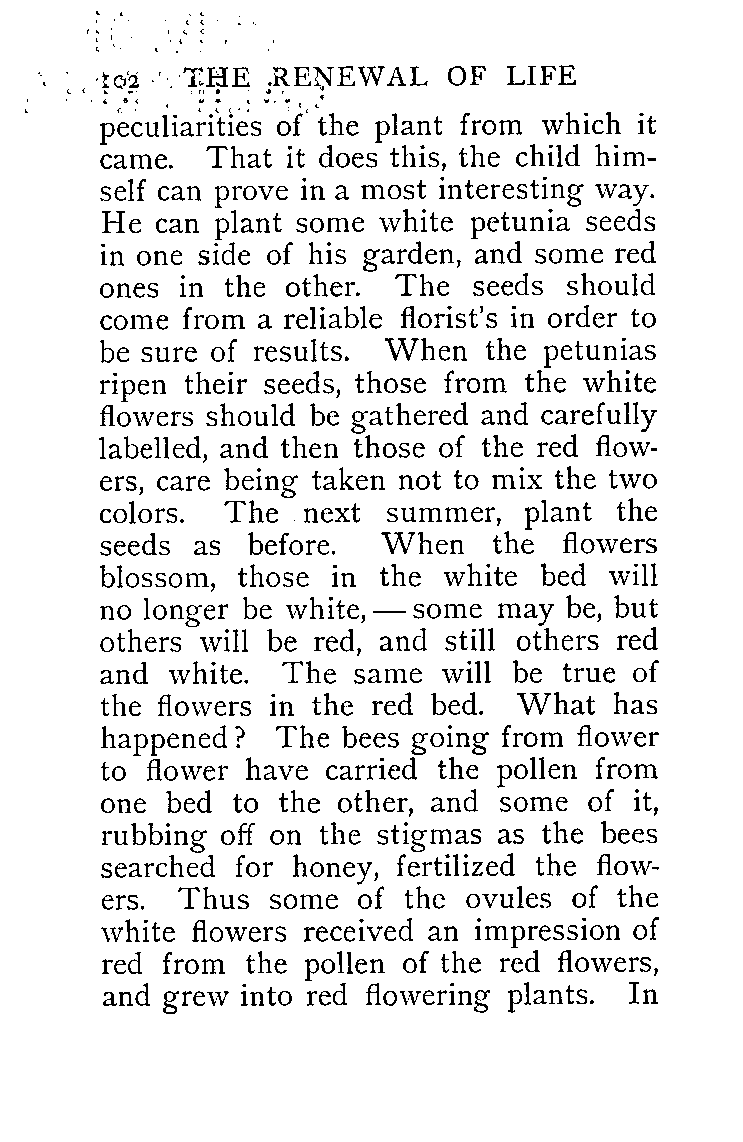 102 THE RENEWAL OF LIFE
peculiarities of the plant from which it
came. That it does this, the child him-
self can prove in a most interesting way.
He can plant some white petunia seeds
in one side of his garden, and some red
ones in the other. The seeds should
come from a reliable florist's in order to
be sure of results. When the petunias
ripen their seeds, those from the white
flowers should be gathered and carefully
labelled, and then those of the red flow-
ers, care being taken not to mix the two
colors. The next summer, plant the
seeds as before. When the flowers
blossom, those in the white bed will
no longer be white, — some may be, but
others will be red, and still others red
and white. The same will be true of
the flowers in the red bed. What has
happened? The bees going from flower
to flower have carried the pollen from
one bed to the other, and some of it,
rubbing off on the stigmas as the bees
searched for honey, fertilized the flow-
ers. Thus some of the ovules of the
white flowers received an impression of
red from the pollen of the red flowers,
and grew into red flowering plants. In